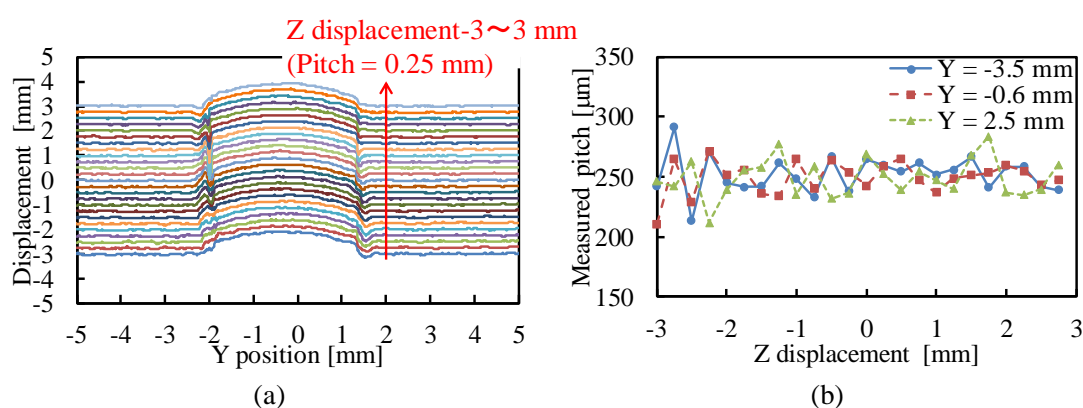 Z displacement-3～3 mm
(Pitch = 0.25 mm)
Displacement [mm]
5
4
3
2
1
0
-1
-2
-3
-4
-5
-5 -4 -3 -2 -1 0 1 2 3 4 5
Y position [mm]
(a)
Measured pitch [μm]
350
300
250
200
150
Y = -3.5 mm
Y = -0.6 mm
Y = 2.5 mm
-3 -2 -1 0 1 2 3
Z displacement [mm]
(b)